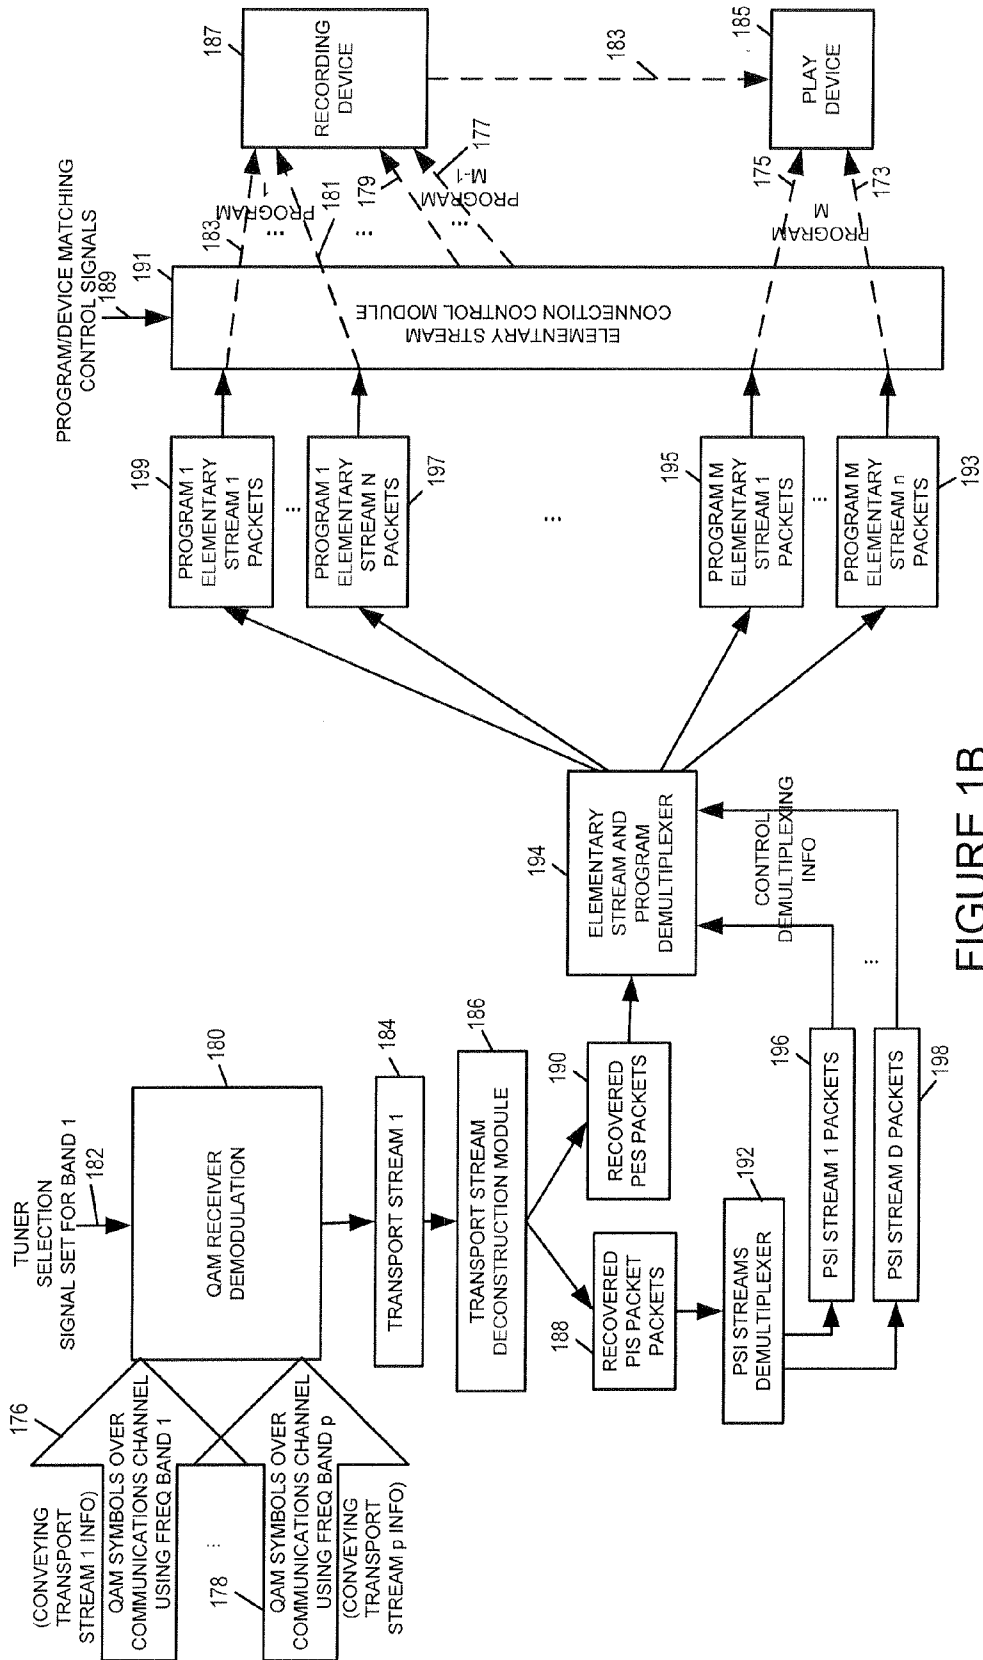 (CONVEYING
TRANSPORT
STREAM 1 INFO)
176
QAM SYMBOLS OVER
COMMUNICATIONS CHANNEL
USING FREQ BAND 1
...
178
QAM SYMBOLS OVER
COMMUNICATIONS CHANNEL
USING FREQ BAND p
(CONVEYING
TRANSPORT
STREAM p INFO)
TUNER
SELECTION
SIGNAL SET FOR BAND 1
182
180
QAM RECEIVER
DEMODULATION
184
TRANSPORT STREAM 1
186
TRANSPORT STREAM
DECONSTRUCTION MODULE
188
RECOVERED
PIS PACKET
PACKETS
190
RECOVERED
PES PACKETS
192
PSI STREAMS
DEMULTIPLEXER
196
PSI STREAM 1 PACKETS
...
198
PSI STREAM D PACKETS
CONTROL
DEMULTIPLEXING
INFO
194
ELEMENTARY
STREAM AND
PROGRAM
DEMULTIPLEXER
199
PROGRAM 1
ELEMENTARY
STREAM 1
PACKETS
...
197
PROGRAM 1
ELEMENTARY
STREAM N
PACKETS
...
195
PROGRAM M
ELEMENTARY
STREAM 1
PACKETS
...
193
PROGRAM M
ELEMENTARY
STREAM n
PACKETS
PROGRAM/DEVICE MATCHING
CONTROL SIGNALS
189
191
ELEMENTARY STREAM
CONNECTION CONTROL MODULE
183
PROGRAM
1
...
181
...
179
PROGRAM
M-1
...
177
175
PROGRAM
M
173
187
RECORDING
DEVICE
183
185
PLAY
DEVICE
FIGURE 1B